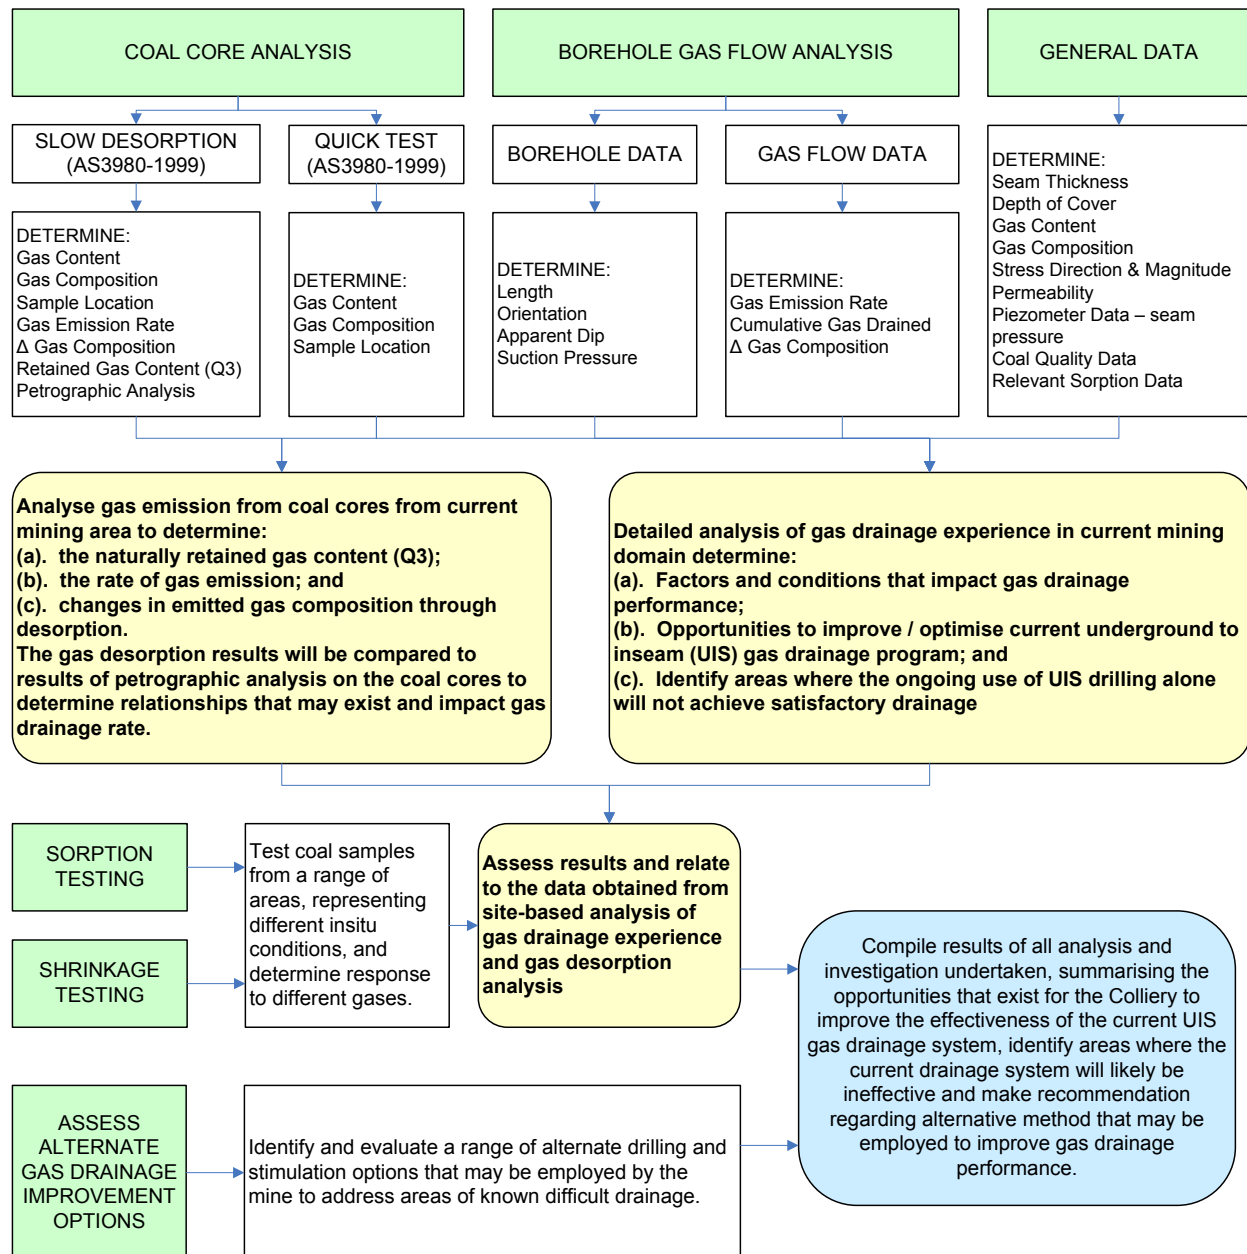 COAL CORE ANALYSIS
BOREHOLE GAS FLOW ANALYSIS
GENERAL DATA
SLOW DESORPTION
(AS3980-1999)
QUICK TEST
(AS3980-1999)
BOREHOLE DATA
GAS FLOW DATA
DETERMINE:
Gas Content
Gas Composition
Sample Location
Gas Emission Rate
Δ Gas Composition
Retained Gas Content (Q3)
Petrographic Analysis
DETERMINE:
Gas Content
Gas Composition
Sample Location
DETERMINE:
Length
Orientation
Apparent Dip
Suction Pressure
DETERMINE:
Gas Emission Rate
Cumulative Gas Drained
Δ Gas Composition
DETERMINE:
Seam Thickness
Depth of Cover
Gas Content
Gas Composition
Stress Direction & Magnitude
Permeability
Piezometer Data – seam
pressure
Coal Quality Data
Relevant Sorption Data
Analyse gas emission from coal cores from current
mining area to determine:
(a). the naturally retained gas content (Q3);
(b). the rate of gas emission; and
(c). changes in emitted gas composition through
desorption.
The gas desorption results will be compared to
results of petrographic analysis on the coal cores to
determine relationships that may exist and impact gas
drainage rate.
Detailed analysis of gas drainage experience in current mining
domain determine:
(a). Factors and conditions that impact gas drainage
performance;
(b). Opportunities to improve / optimise current underground to
inseam (UIS) gas drainage program; and
(c). Identify areas where the ongoing use of UIS drilling alone
will not achieve satisfactory drainage
SORPTION
TESTING
SHRINKAGE
TESTING
Test coal samples
from a range of
areas, representing
different insitu
conditions, and
determine response
to different gases.
Assess results and relate
to the data obtained from
site-based analysis of
gas drainage experience
and gas desorption
analysis
Compile results of all analysis and
investigation undertaken, summarising the
opportunities that exist for the Colliery to
improve the effectiveness of the current UIS
gas drainage system, identify areas where the
current drainage system will likely be
ineffective and make recommendation
regarding alternative method that may be
employed to improve gas drainage
performance.
ASSESS
ALTERNATE
GAS DRAINAGE
IMPROVEMENT
OPTIONS
Identify and evaluate a range of alternate drilling and
stimulation options that may be employed by the
mine to address areas of known difficult drainage.